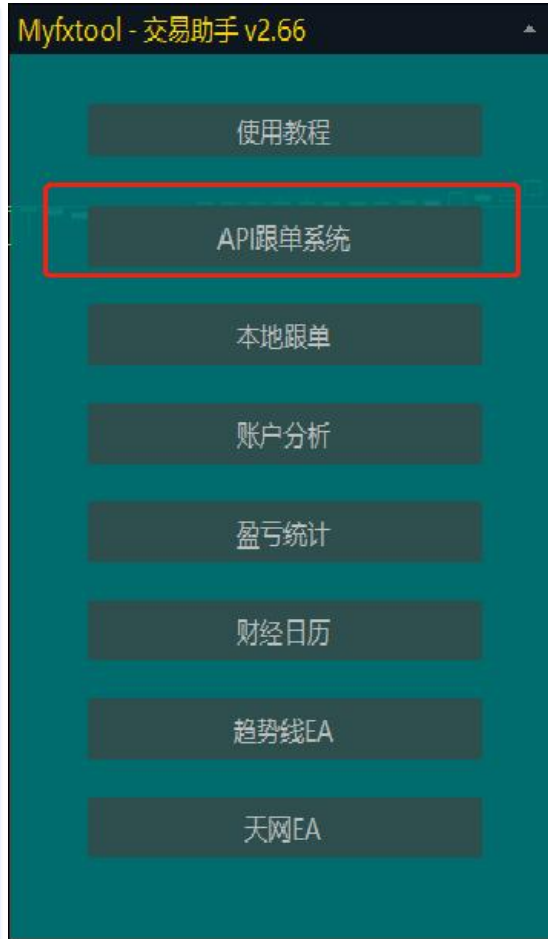 Myfxtool - 交易助手 v2.66
使用教程
API跟单系统
本地跟单
账户分析
盈亏统计
财经日历
趋势线EA
天网EA